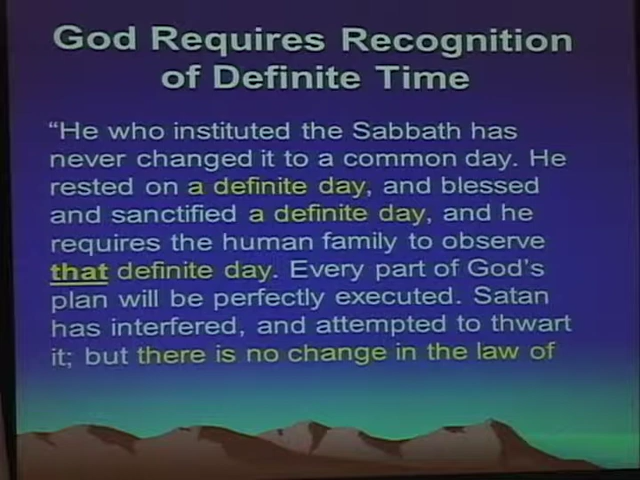 God Requires Recognition
of Definite Time
“He who instituted the Sabbath has
never changed it to a common day. He
rested on a definite day, and blessed
and sanctified a definite day, and he
requires the human family to observe
that definite day. Every part of God’s
plan will be perfectly executed. Satan
has interfered, and attempted to thwart
it; but there is no change in the law of